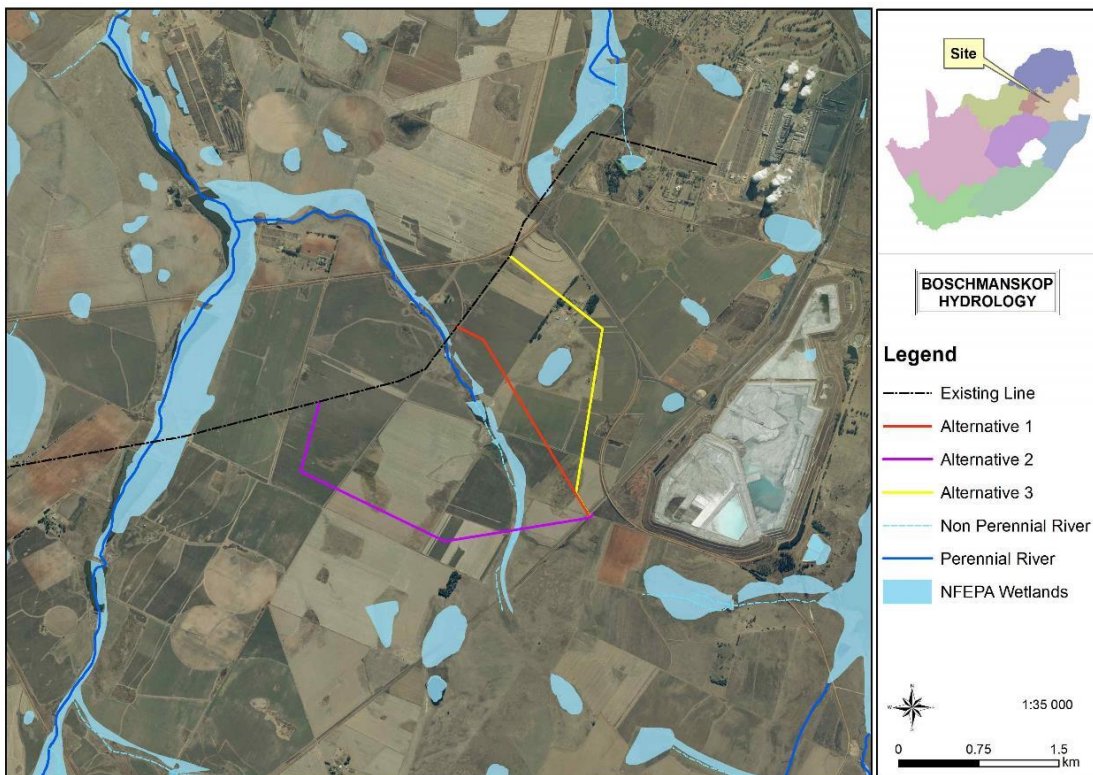 Site
BOSCHMANSKOP
HYDROLOGY
Legend
Existing Line
Alternative 1
Alternative 2
Alternative 3
Non Perennial River
Perennial River
NFEPA Wetlands
N
W
E
S
1:35 000
0 0.75 1.5
km